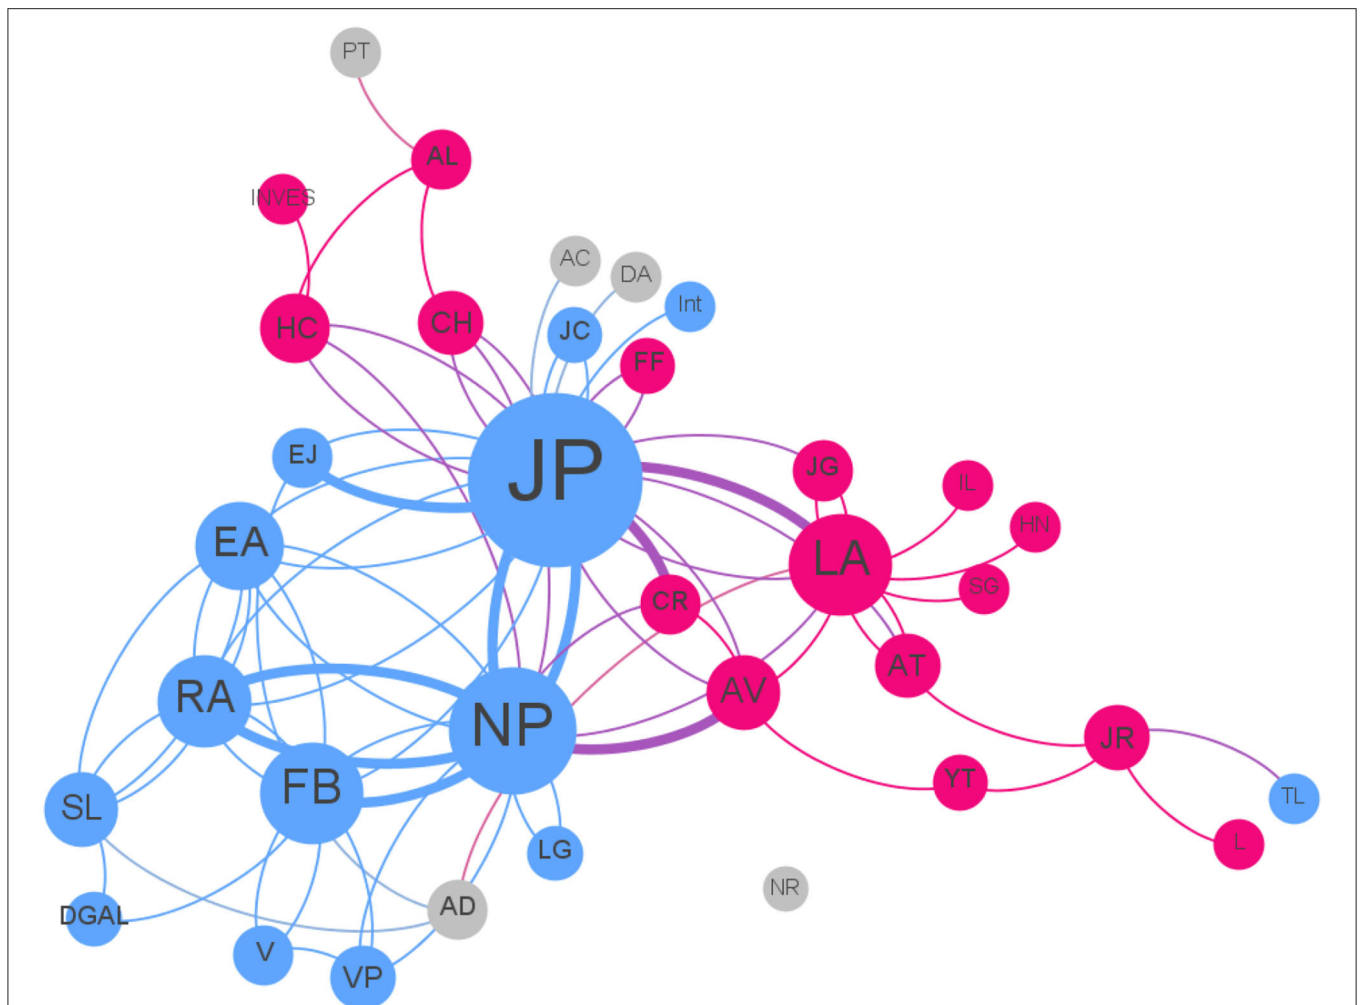 PT
AL
INVES
AC
DA
Int
HC
CH
JC
FF
EJ
JP
JG
IL
HN
EA
LA
SG
CR
RA
NP
AV
AT
JR
YT
TL
SL
FB
LG
L
NR
DGAL
AD
V
VP